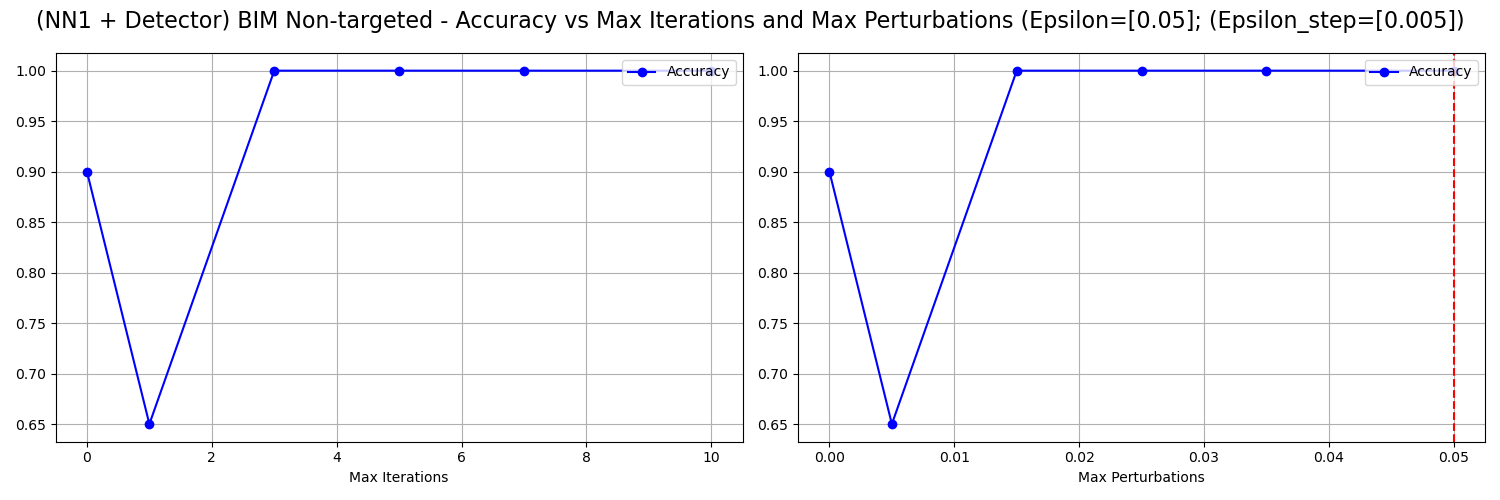 (NN1 + Detector) BIM Non-targeted - Accuracy vs Max Iterations and Max Perturbations (Epsilon=[0.05]; (Epsilon_step=[0.005])
1.00
0.95
0.90
0.85
0.80
0.75
0.70
0.65
Accuracy
0 2 4 6 8 10
Max Iterations
1.00
0.95
0.90
0.85
0.80
0.75
0.70
0.65
Accuracy
0.00 0.01 0.02 0.03 0.04 0.05
Max Perturbations